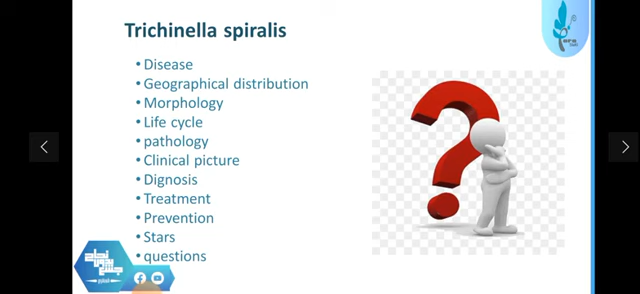 Trichinella spiralis
• Disease
• Geographical distribution
• Morphology
• Life cycle
• pathology
• Clinical picture
• Dignosis
• Treatment
• Prevention
• Stars
• questions